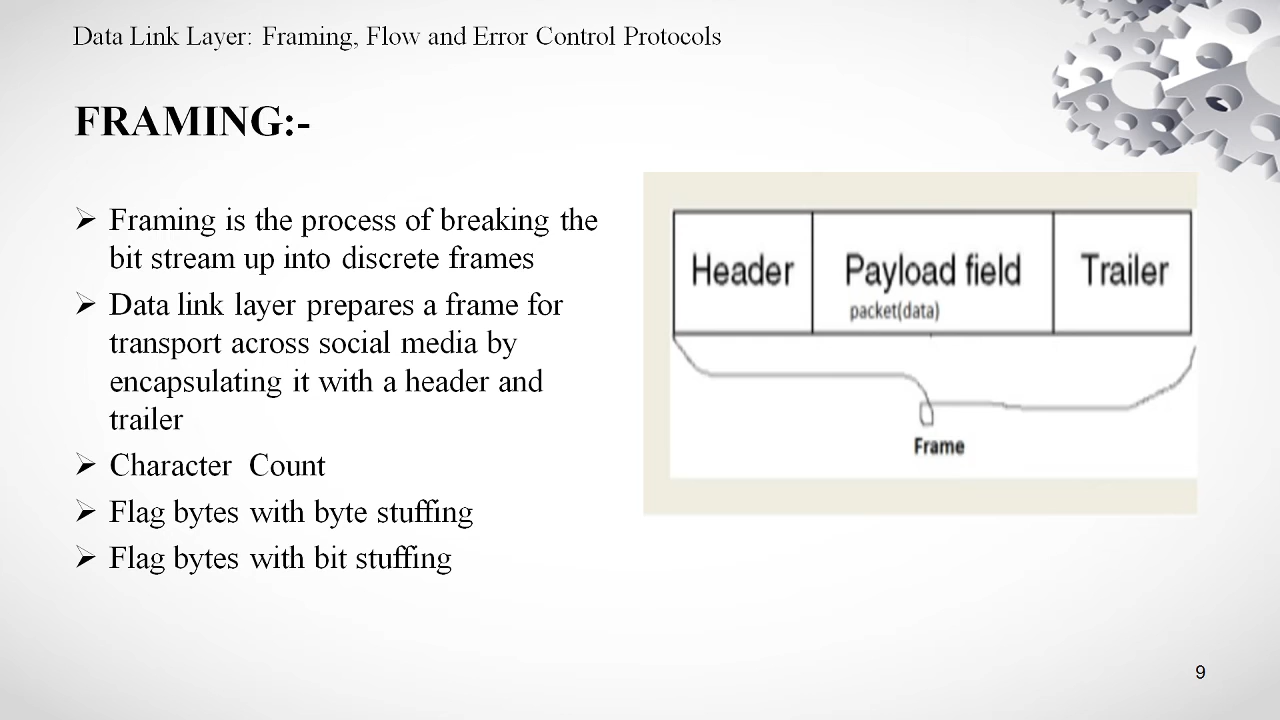 Data Link Layer: Framing, Flow and Error Control Protocols
FRAMING:-
Framing is the process of breaking the
bit stream up into discrete frames
Data link layer prepares a frame for
transport across social media by
encapsulating it with a header and
trailer
Character Count
Flag bytes with byte stuffing
Flag bytes with bit stuffing
Header Payload field Trailer
packet(data)
Frame
9